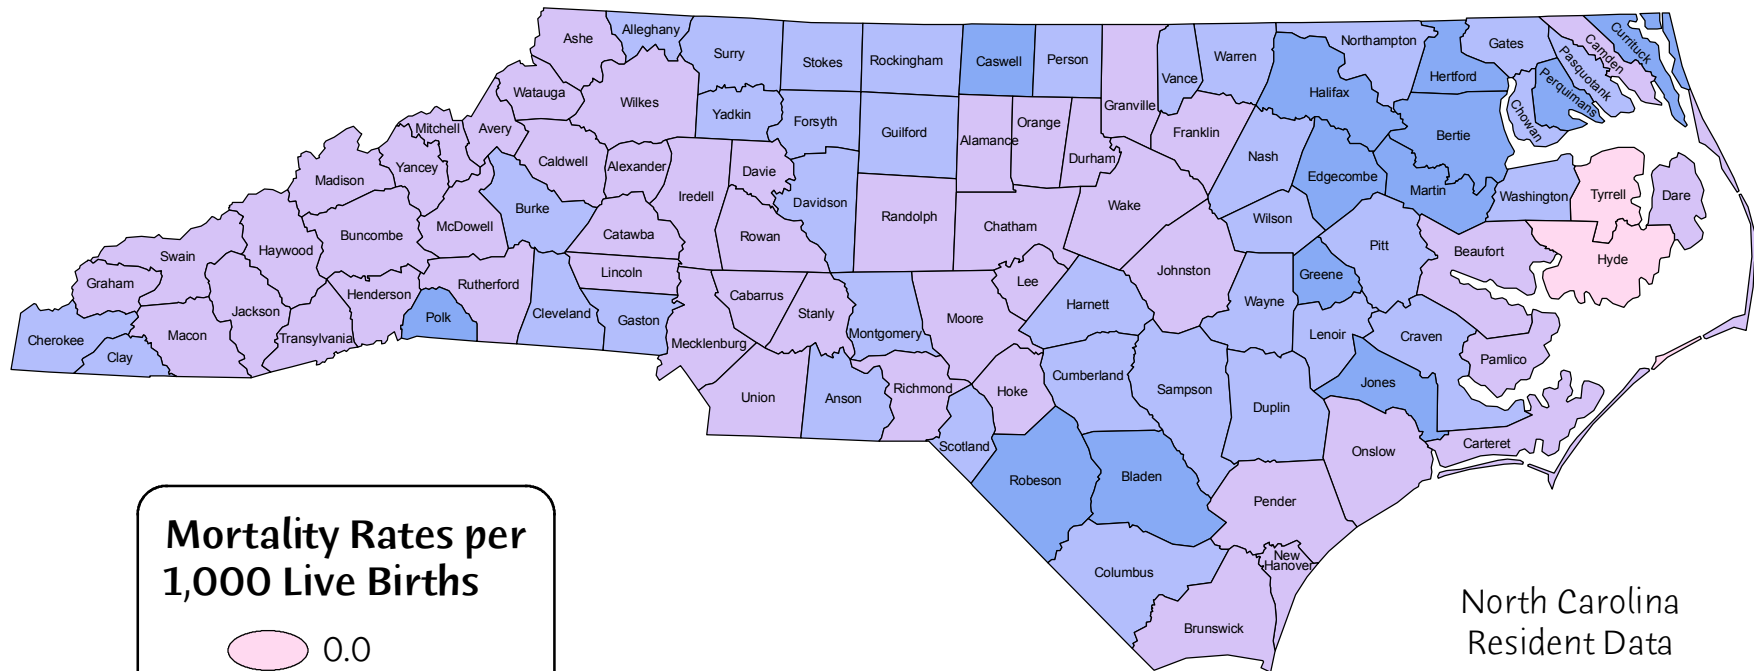 Ashe
Alleghany
Surry
Stokes
Rockingham
Caswell
Person
Granville
Vance
Warren
Northampton
Halifax
Hertford
Gates
Camden
Currituck
Pasquotank
Perquimans
Chowan
Bertie
Watauga
Wilkes
Yadkin
Forsyth
Guilford
Alamance
Orange
Durham
Franklin
Nash
Edgecombe
Martin
Washington
Tyrrell
Dare
Mitchell
Avery
Yancey
Caldwell
Alexander
Iredell
Davie
Davidson
Randolph
Chatham
Wake
Wilson
Pitt
Beaufort
Hyde
Madison
Buncombe
McDowell
Burke
Catawba
Rowan
Swain
Haywood
Graham
Jackson
Henderson
Rutherford
Lincoln
Cabarrus
Stanly
Lee
Johnston
Harnett
Wayne
Greene
Cherokee
Clay
Macon
Transylvania
Polk
Cleveland
Gaston
Mecklenburg
Montgomery
Moore
Lenoir
Craven
Pamlico
Union
Anson
Richmond
Hoke
Cumberland
Sampson
Duplin
Jones
Scotland
Robeson
Bladen
Onslow
Carteret
Pender
Columbus
New
Hanover
Brunswick
Mortality Rates per
1,000 Live Births
0.0
North Carolina
Resident Data